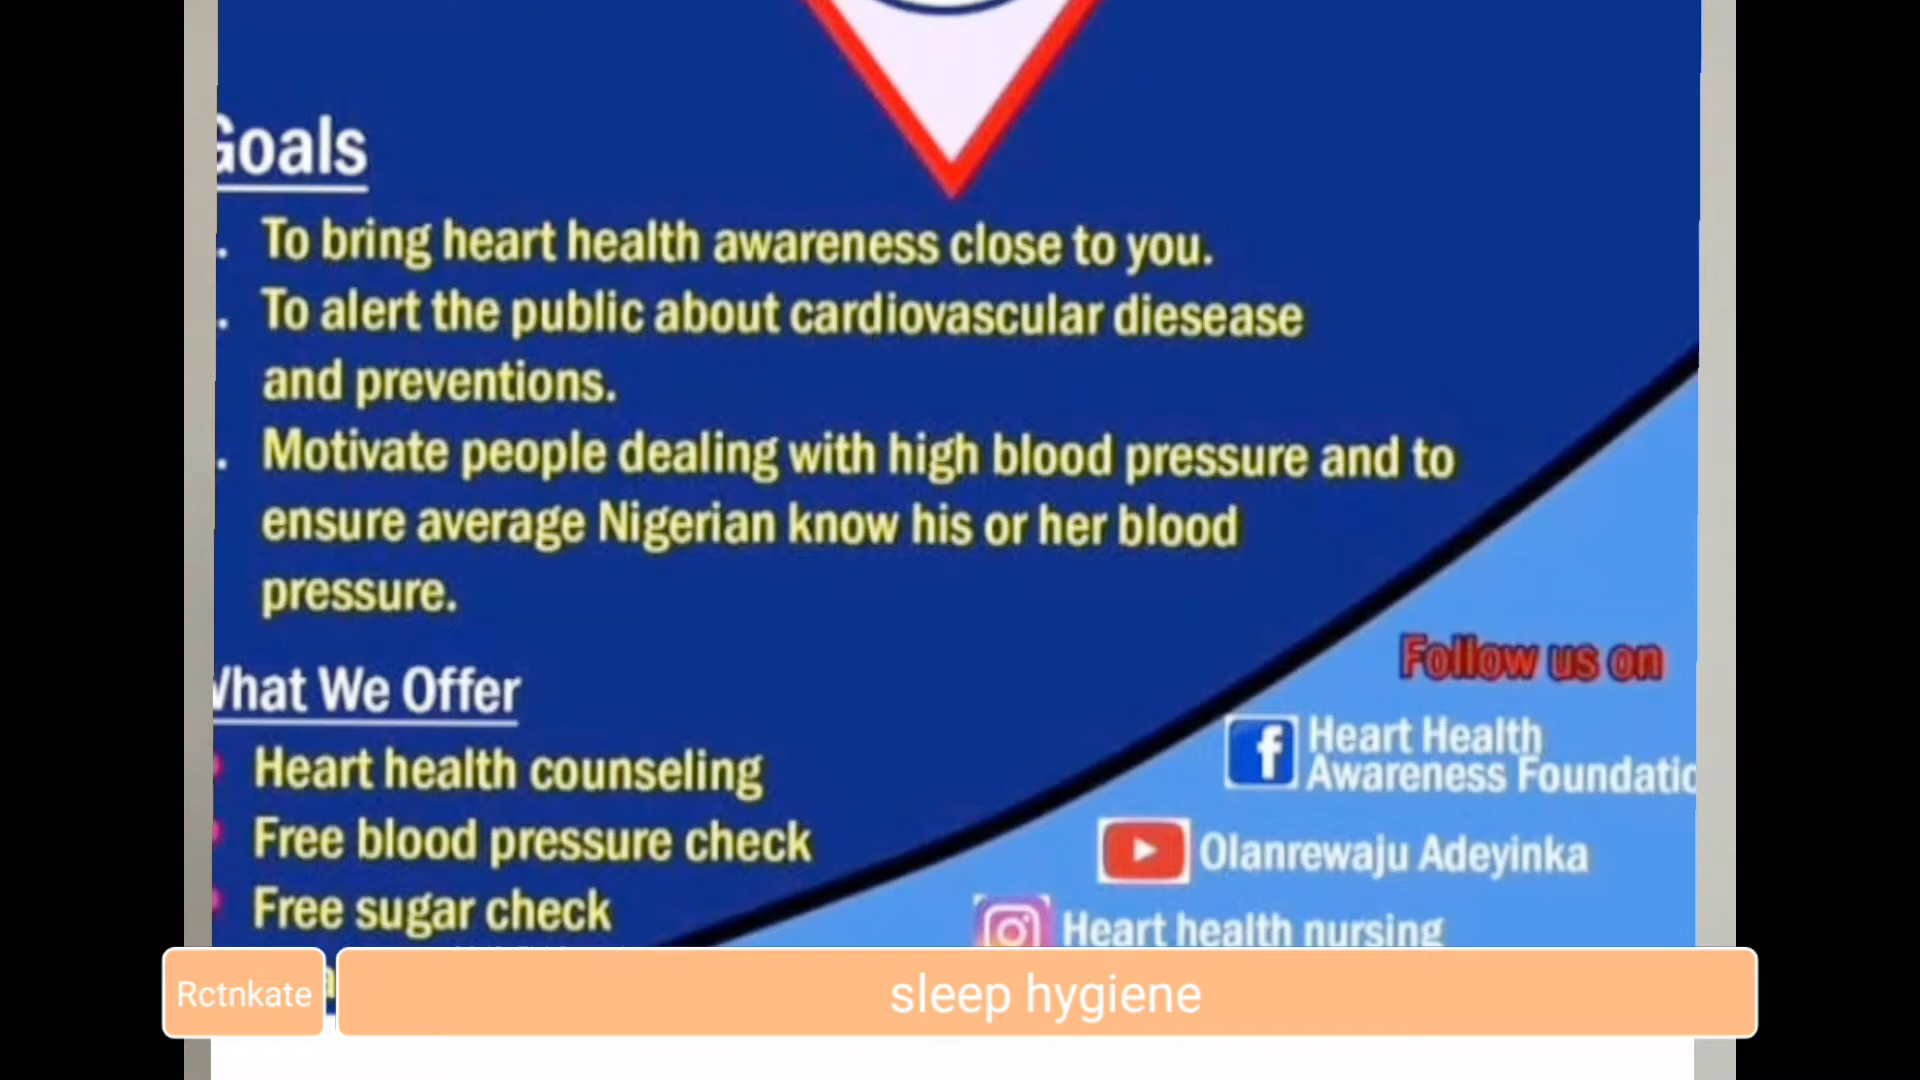 Goals
. To bring heart health awareness close to you.
. To alert the public about cardiovascular diesease
and preventions.
. Motivate people dealing with high blood pressure and to
ensure average Nigerian know his or her blood
pressure.
What We Offer
Heart health counseling
Free blood pressure check
Free sugar check
Follow us on
Heart Health
Awareness Foundatio
Olanrewaju Adeyinka
Heart health nursing
Rctnkate
sleep hygiene